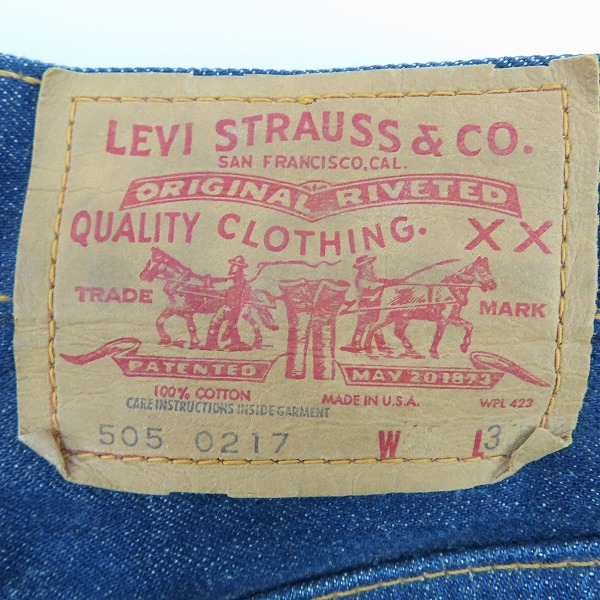 LEVI STRAUSS & CO.
SAN FRANCISCO, CAL.
ORIGINAL RIVETED
QUALITY CLOTHING. XX
TRADE MARK
PATENTED MAY 20 1873
100% COTTON MADE IN U.S.A. WPL 423
CARE INSTRUCTIONS INSIDE GARMENT
505 0217 W L3